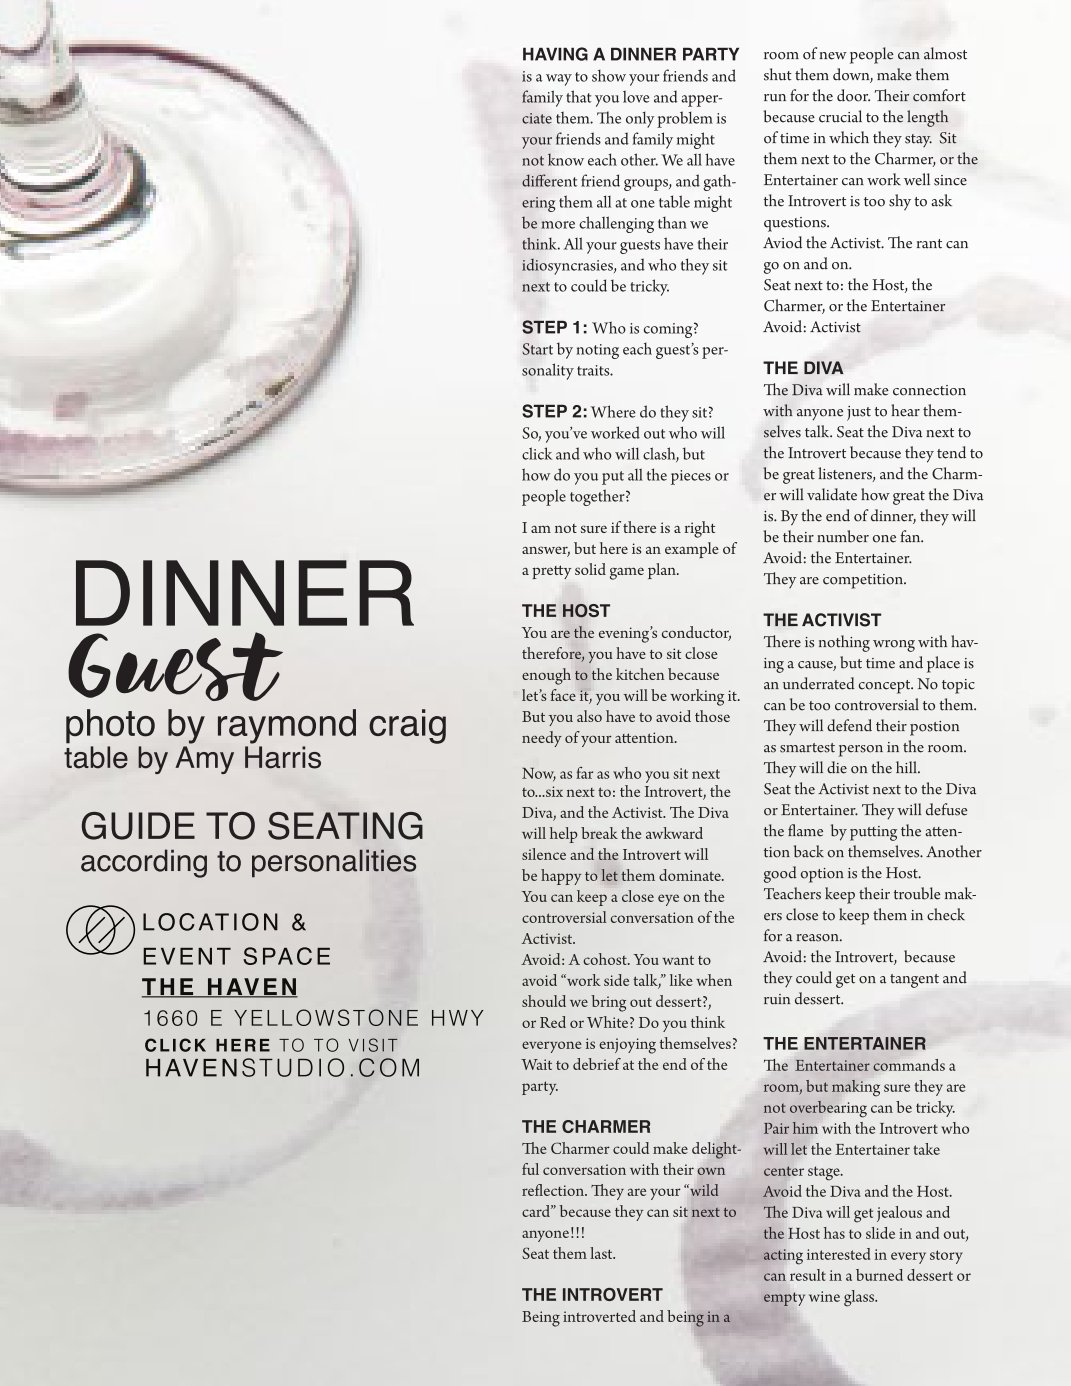 DINNER
Guest
photo by raymond craig
table by Amy Harris
GUIDE TO SEATING
according to personalities
LOCATION &
EVENT SPACE
THE HAVEN
1660 E YELLOWSTONE HWY
CLICK HERE TO TO VISIT
HAVENSTUDIO.COM
HAVING A DINNER PARTY
is a way to show your friends and
family that you love and apper-
ciate them. The only problem is
your friends and family might
not know each other. We all have
different friend groups, and gath-
ering them all at one table might
be more challenging than we
think. All your guests have their
idiosyncrasies, and who they sit
next to could be tricky.
STEP 1: Who is coming?
Start by noting each guest's per-
sonality traits.
STEP 2: Where do they sit?
So, you've worked out who will
click and who will clash, but
how do you put all the pieces or
people together?
I am not sure if there is a right
answer, but here is an example of
a pretty solid game plan.
THE HOST
You are the evening's conductor,
therefore, you have to sit close
enough to the kitchen because
let's face it, you will be working it.
But you also have to avoid those
needy of your attention.
Now, as far as who you sit next
to...six next to: the Introvert, the
Diva, and the Activist. The Diva
will help break the awkward
silence and the Introvert will
be happy to let them dominate.
You can keep a close eye on the
controversial conversation of the
Activist.
Avoid: A cohost. You want to
avoid "work side talk," like when
should we bring out dessert?,
or Red or White? Do you think
everyone is enjoying themselves?
Wait to debrief at the end of the
party.
THE CHARMER
The Charmer could make delight-
ful conversation with their own
reflection. They are your "wild
card" because they can sit next to
anyone!!!
Seat them last.
THE INTROVERT
Being introverted and being in a
room of new people can almost
shut them down, make them
run for the door. Their comfort
because crucial to the length
of time in which they stay.  Sit
them next to the Charmer, or the
Entertainer can work well since
the Introvert is too shy to ask
questions.
Aviod the Activist. The rant can
go on and on.
Seat next to: the Host, the
Charmer, or the Entertainer
Avoid: Activist
THE DIVA
The Diva will make connection
with anyone just to hear them-
selves talk. Seat the Diva next to
the Introvert because they tend to
be great listeners, and the Charm-
er will validate how great the Diva
is. By the end of dinner, they will
be their number one fan.
Avoid: the Entertainer.
They are competition.
THE ACTIVIST
There is nothing wrong with hav-
ing a cause, but time and place is
an underrated concept. No topic
can be too controversial to them.
They will defend their postion
as smartest person in the room.
They will die on the hill.
Seat the Activist next to the Diva
or Entertainer. They will defuse
the flame  by putting the atten-
tion back on themselves. Another
good option is the Host.
Teachers keep their trouble mak-
ers close to keep them in check
for a reason.
Avoid: the Introvert,  because
they could get on a tangent and
ruin dessert.
THE ENTERTAINER
The  Entertainer commands a
room, but making sure they are
not overbearing can be tricky.
Pair him with the Introvert who
will let the Entertainer take
center stage.
Avoid the Diva and the Host.
The Diva will get jealous and
the Host has to slide in and out,
acting interested in every story
can result in a burned dessert or
empty wine glass.